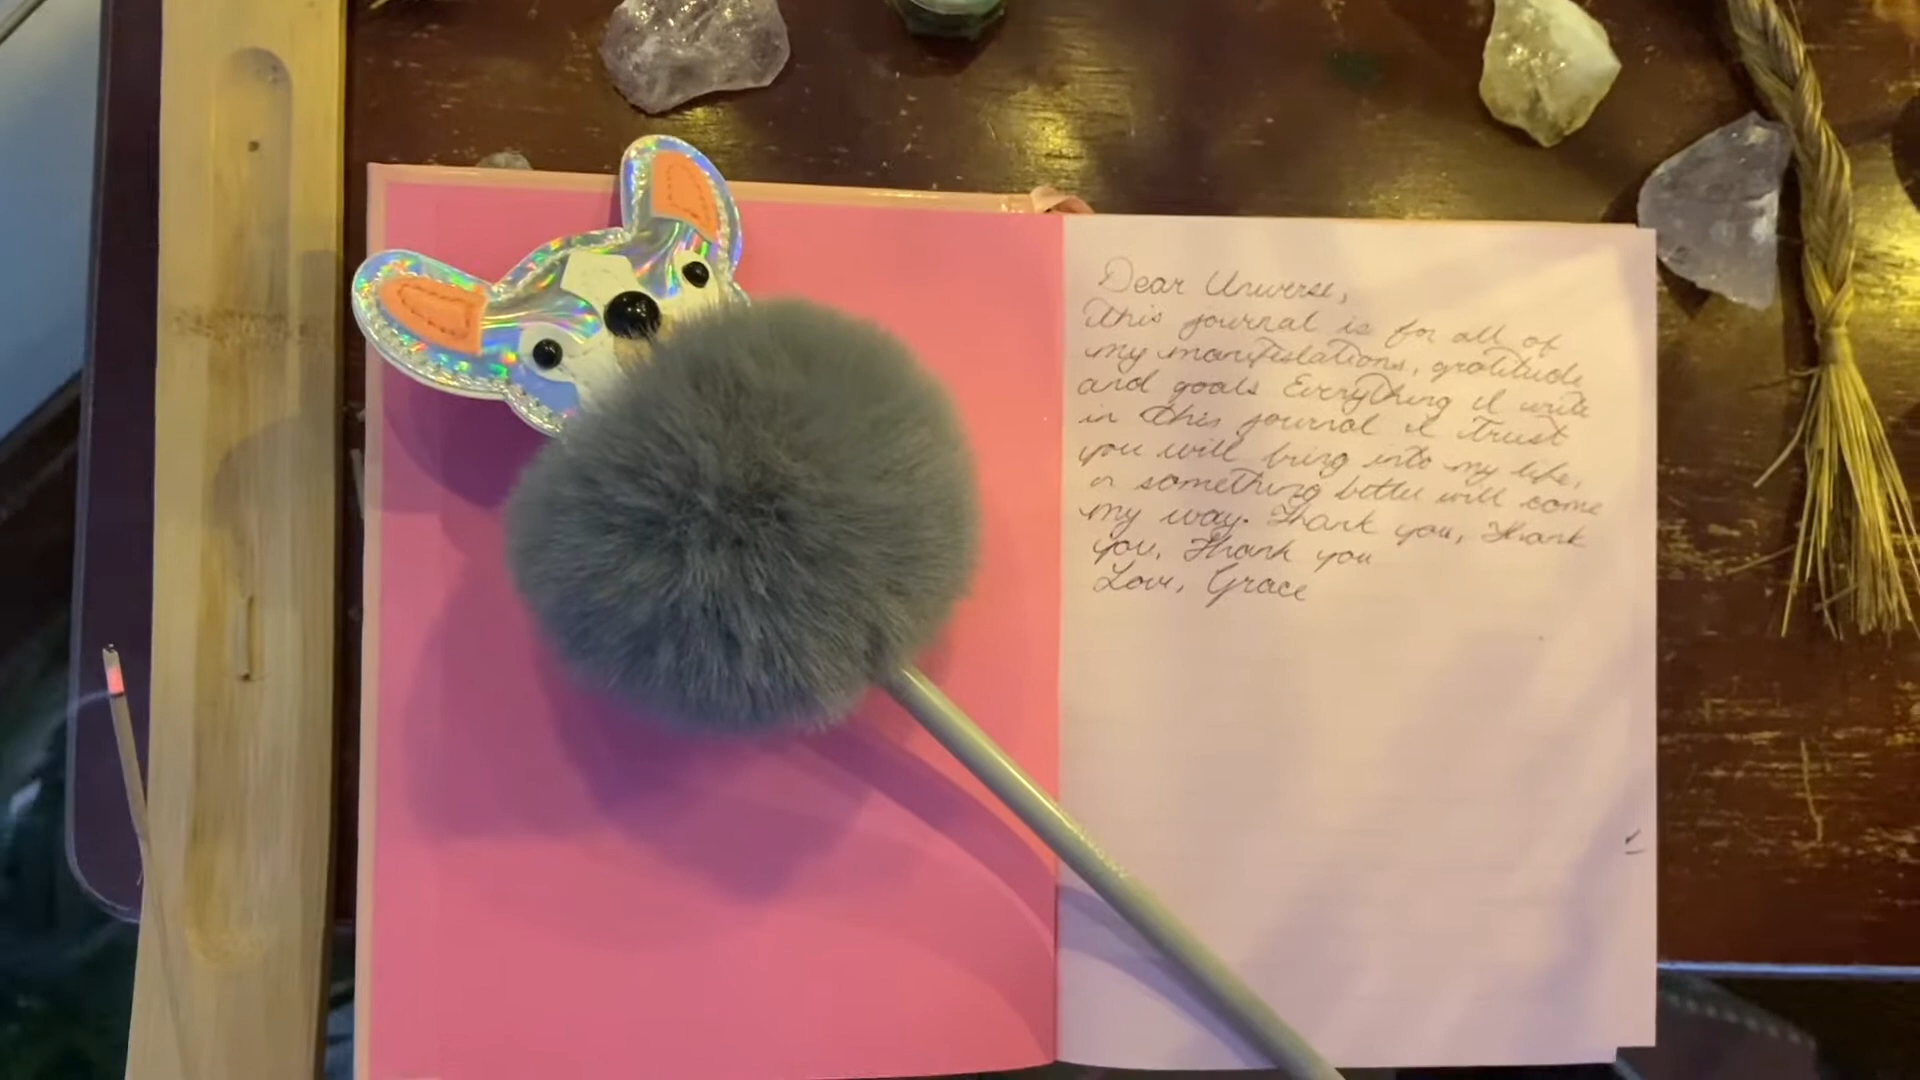 Dear Universe,
This journal is for all of
my manifestations, gratitude
and goals Everything I write
in this journal I trust
you will bring into my life,
or something better will come
my way. Thank you, Thank
you, Thank you
Love, Grace